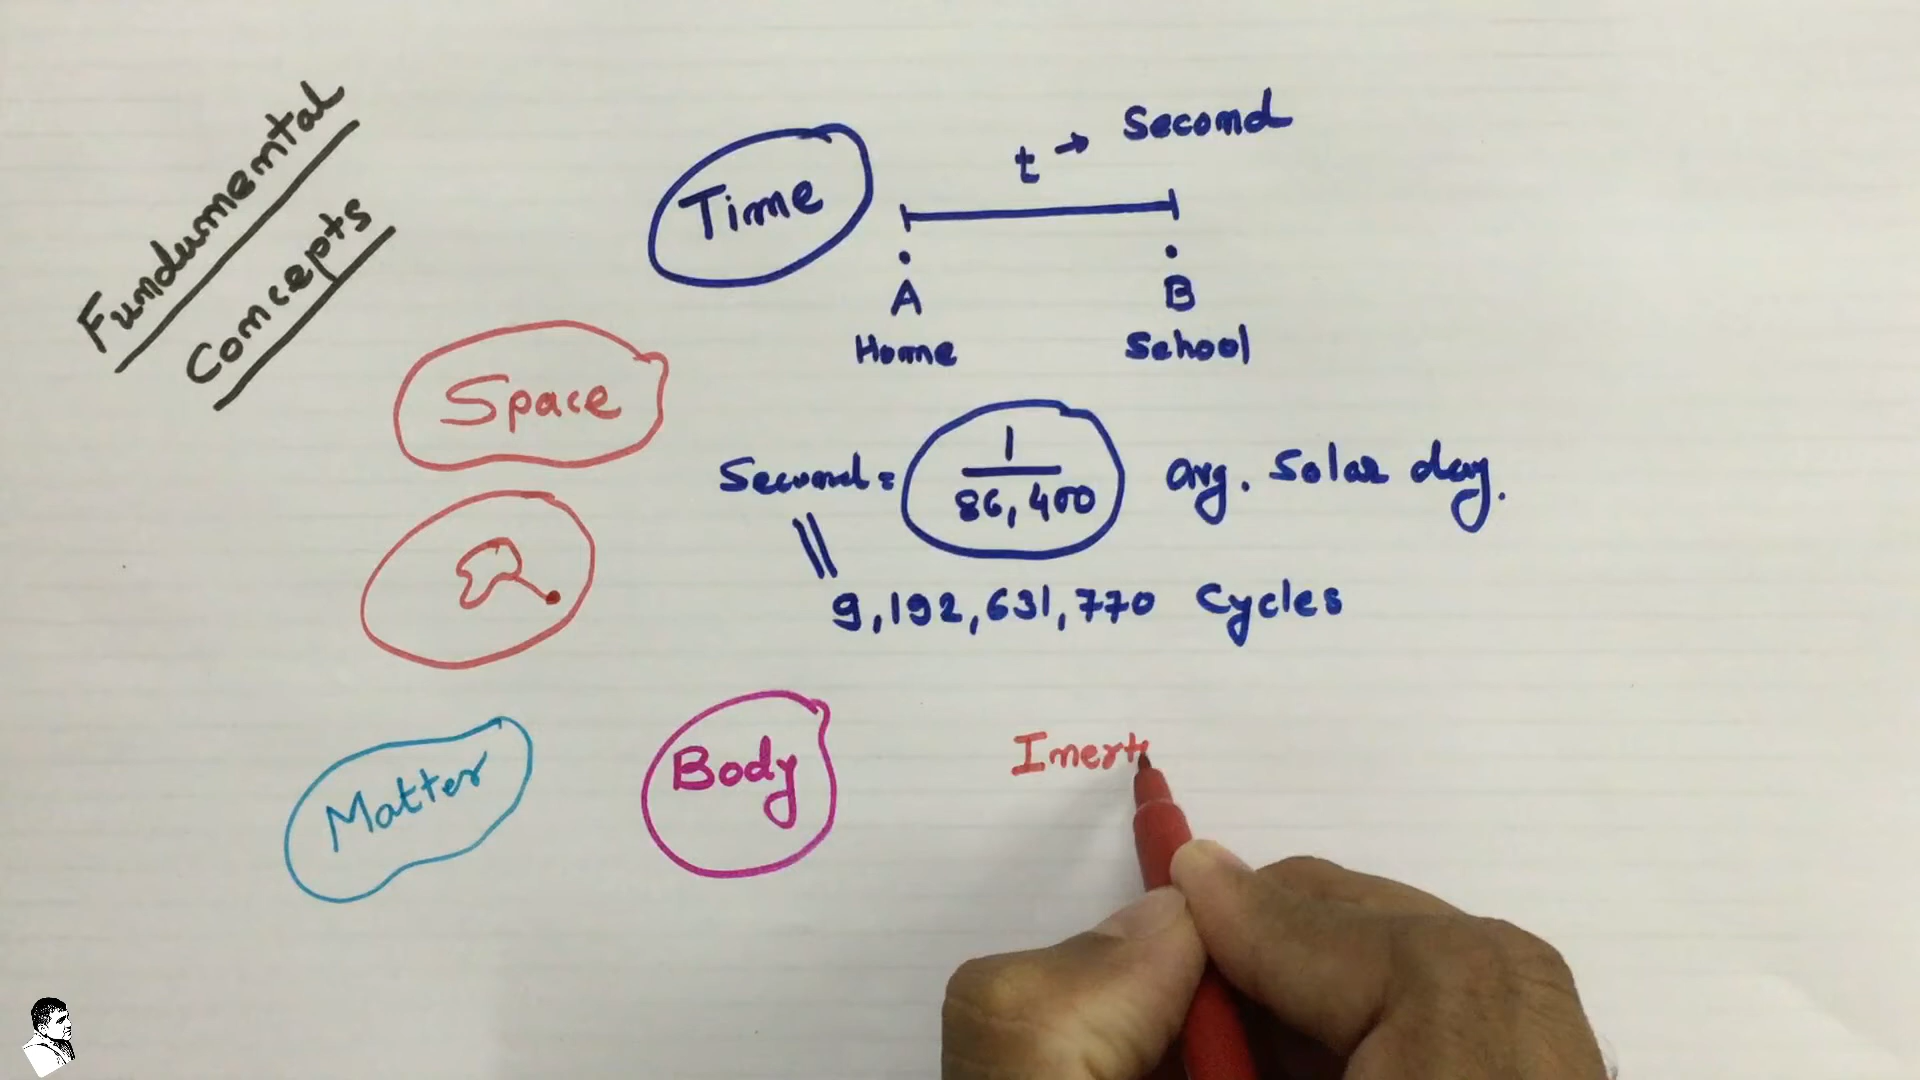 Fundumental
Concepts
Time
t → Second
A
B
Home
School
Space
Second = 1/86,400 avg. Solar day.
||
9,192,631,770 Cycles
Matter
Body
Inert